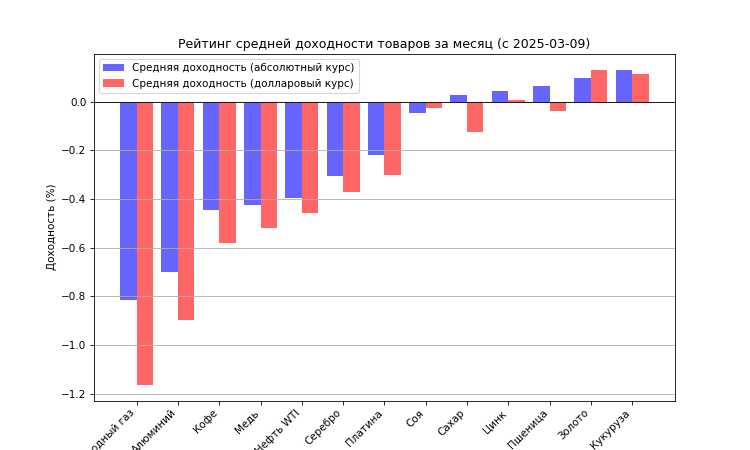 Рейтинг средней доходности товаров за месяц (с 2025-03-09)
Средняя доходность (абсолютный курс)
Средняя доходность (долларовый курс)
Доходность (%)
0.0
−0.2
−0.4
−0.6
−0.8
−1.0
−1.2
газ
Алюминий
Кофе
Медь
Нефть WTI
Серебро
Платина
Соя
Сахар
Цинк
Пшеница
Золото
Кукуруза